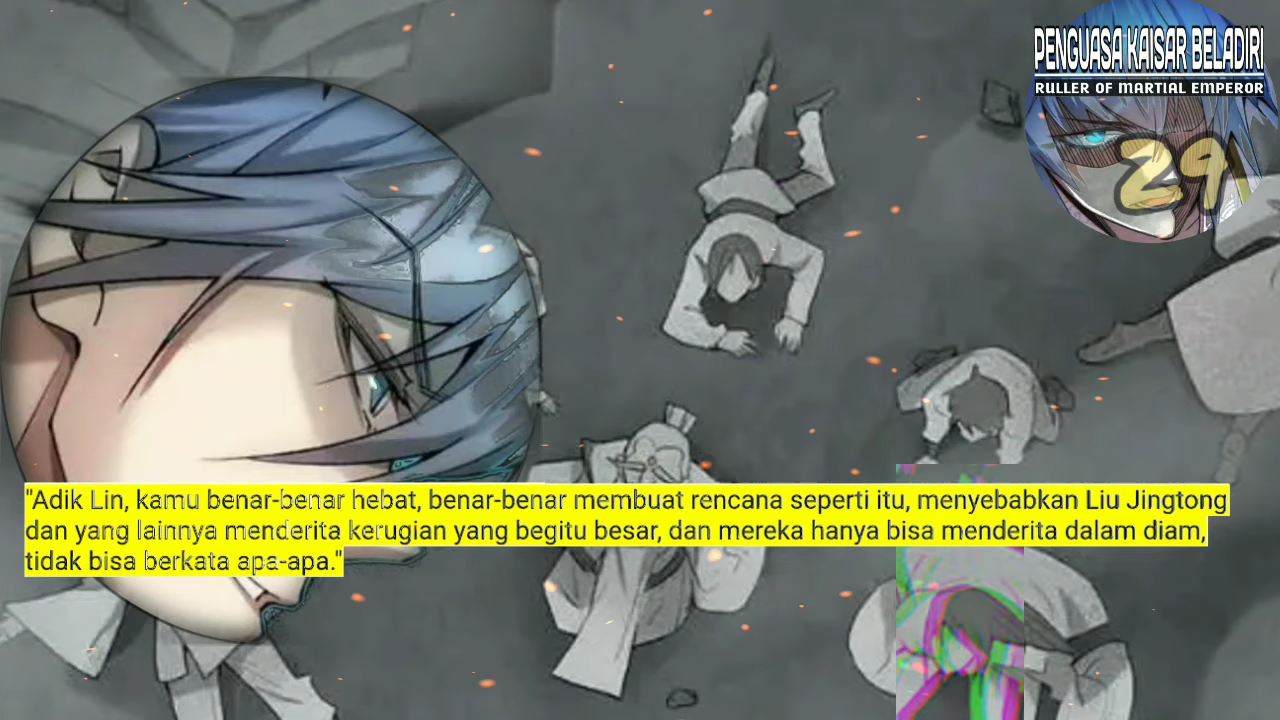 PENGUASA KAISAR BELADIRI
RULLER OF MARTIAL EMPEROR
29
"Adik Lin, kamu benar-benar hebat, benar-benar membuat rencana seperti itu, menyebabkan Liu Jingtong
dan yang lainnya menderita kerugian yang begitu besar, dan mereka hanya bisa menderita dalam diam,
tidak bisa berkata apa-apa."